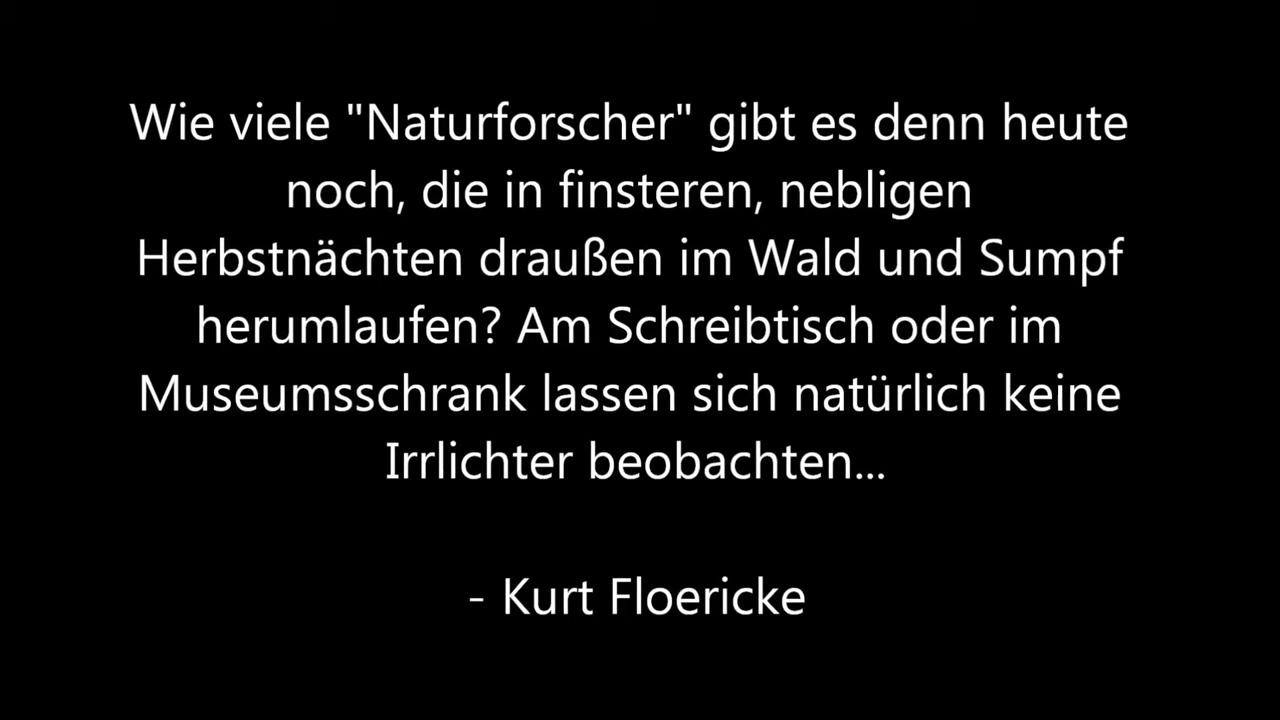 Wie viele "Naturforscher" gibt es denn heute
noch, die in finsteren, nebligen
Herbstnächten draußen im Wald und Sumpf
herumlaufen? Am Schreibtisch oder im
Museumsschrank lassen sich natürlich keine
Irrlichter beobachten...
- Kurt Floericke